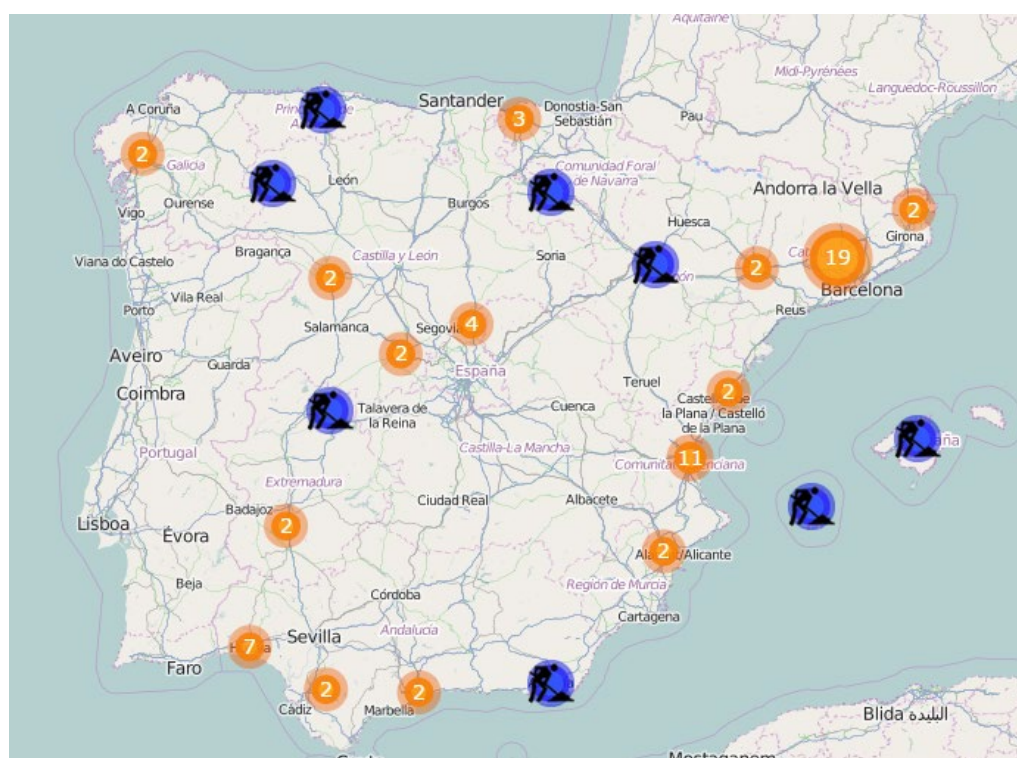 Aquitaine
Midi-Pyrénées
Languedoc-Roussillon
A Coruña
Santander
3
Donostia-San
Sebastián
Pau
2
Galicia
León
Comunidad Foral
de Navarra
Andorra la Vella
Vigo
Ourense
Burgos
Huesca
2
Girona
Bragança
Castilla y León
Soria
2
19
Viana do Castelo
2
Barcelona
Vila Real
Porto
Reus
Salamanca
Segovia
4
Aveiro
Guarda
2
España
Coimbra
Teruel
2
Talavera de
la Reina
Cuenca
la Plana / Castelló
de la Plana
Portugal
Castilla-La Mancha
11
Extremadura
Ciudad Real
Albacete
Badajoz
2
Lisboa
Évora
2
Beja
Región de Murcia
Córdoba
Cartagena
Andalucía
Sevilla
7
Faro
2
2
Cádiz
Marbella
Blida البليدة